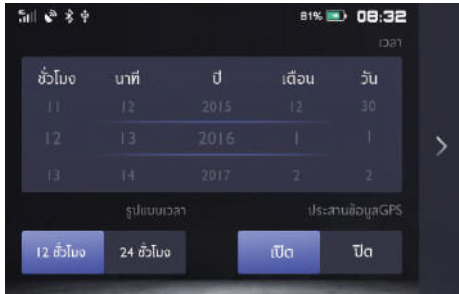 81% 08:32
เวลา
ชั่วโมง นาที ปี เดือน วัน
11 12 2015 12 30
12 13 2016 1 1
13 14 2017 2 2
รูปแบบเวลา ประสานข้อมูลGPS
12 ชั่วโมง 24 ชั่วโมง เปิด ปิด